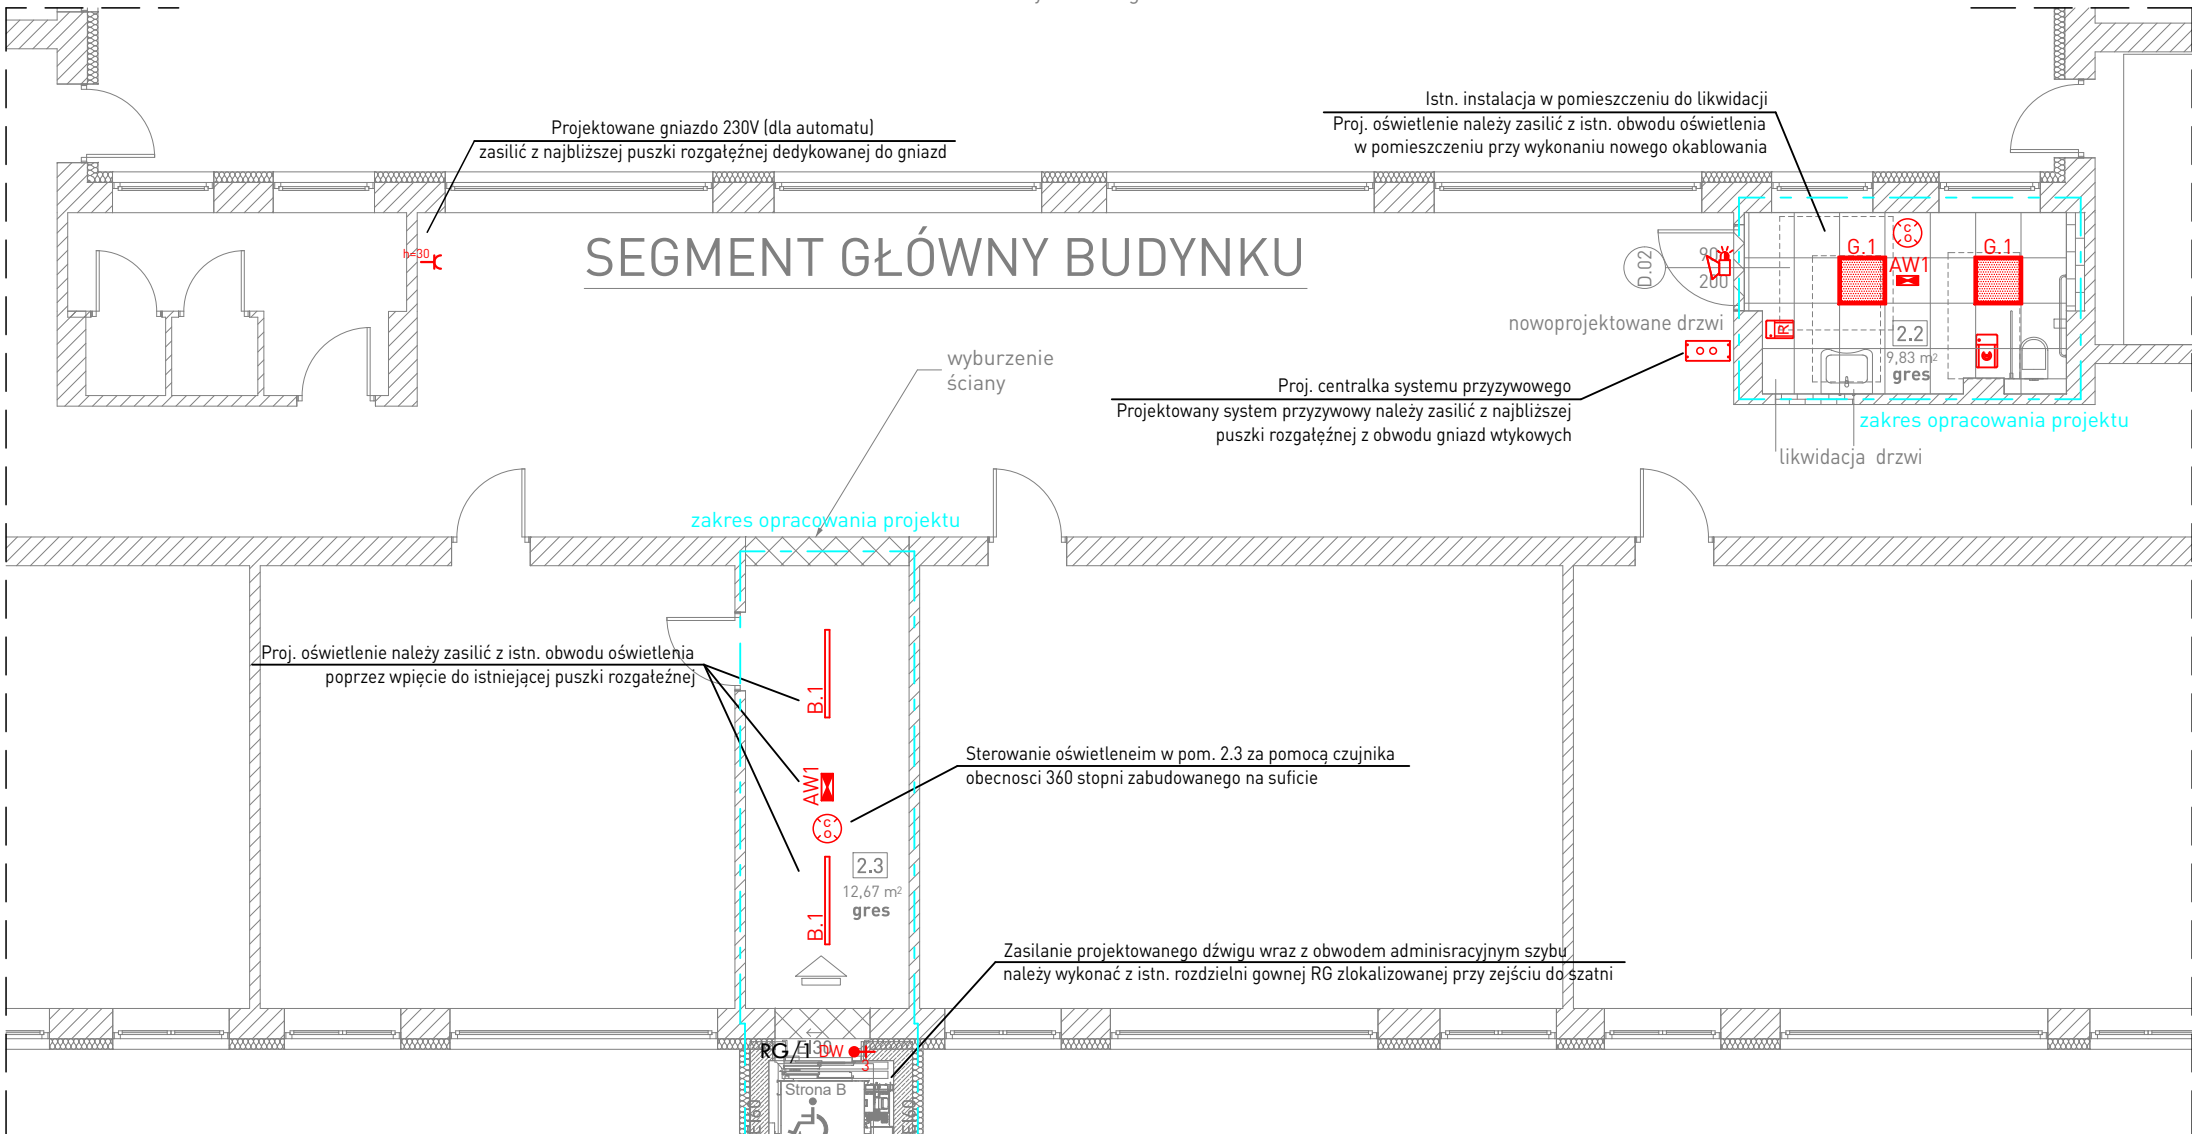 Istn. instalacja w pomieszczeniu do likwidacji
Proj. oświetlenie należy zasilić z istn. obwodu oświetlenia
w pomieszczeniu przy wykonaniu nowego okablowania
Projektowane gniazdo 230V (dla automatu)
zasilić z najbliższej puszki rozgałęźnej dedykowanej do gniazd
h=30
SEGMENT GŁÓWNY BUDYNKU
D.02
90
200
G.1
c
o
AW1
G.1
R
2.2
9,83 m²
gres
nowoprojektowane drzwi
wyburzenie
ściany
Proj. centralka systemu przyzywowego
Projektowany system przyzywowy należy zasilić z najbliższej
puszki rozgałęźnej z obwodu gniazd wtykowych
zakres opracowania projektu
likwidacja drzwi
zakres opracowania projektu
Proj. oświetlenie należy zasilić z istn. obwodu oświetlenia
poprzez wpięcie do istniejącej puszki rozgałeźnej
B.1
Sterowanie oświetleneim w pom. 2.3 za pomocą czujnika
obecnosci 360 stopni zabudowanego na suficie
AW1
c
o
2.3
12,67 m²
gres
B.1
Zasilanie projektowanego dźwigu wraz z obwodem adminisracyjnym szybu
należy wykonać z istn. rozdzielni gownej RG zlokalizowanej przy zejściu do szatni
RG/1
DW
3
Strona B